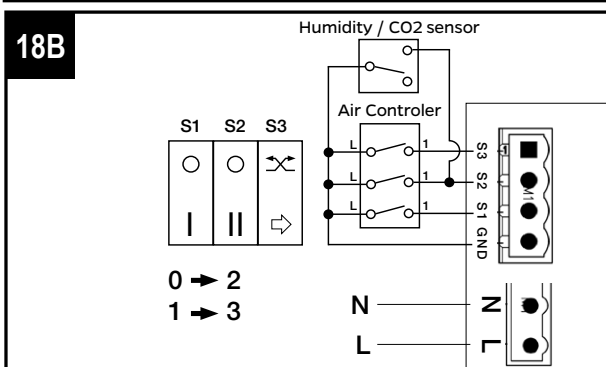 18B
Humidity / CO2 sensor
Air Controler
S1 S2 S3
L 1 S3 1
L 1 S2 M1
L 1 S1
GND
I II
0 → 2
1 → 3
N N
L L